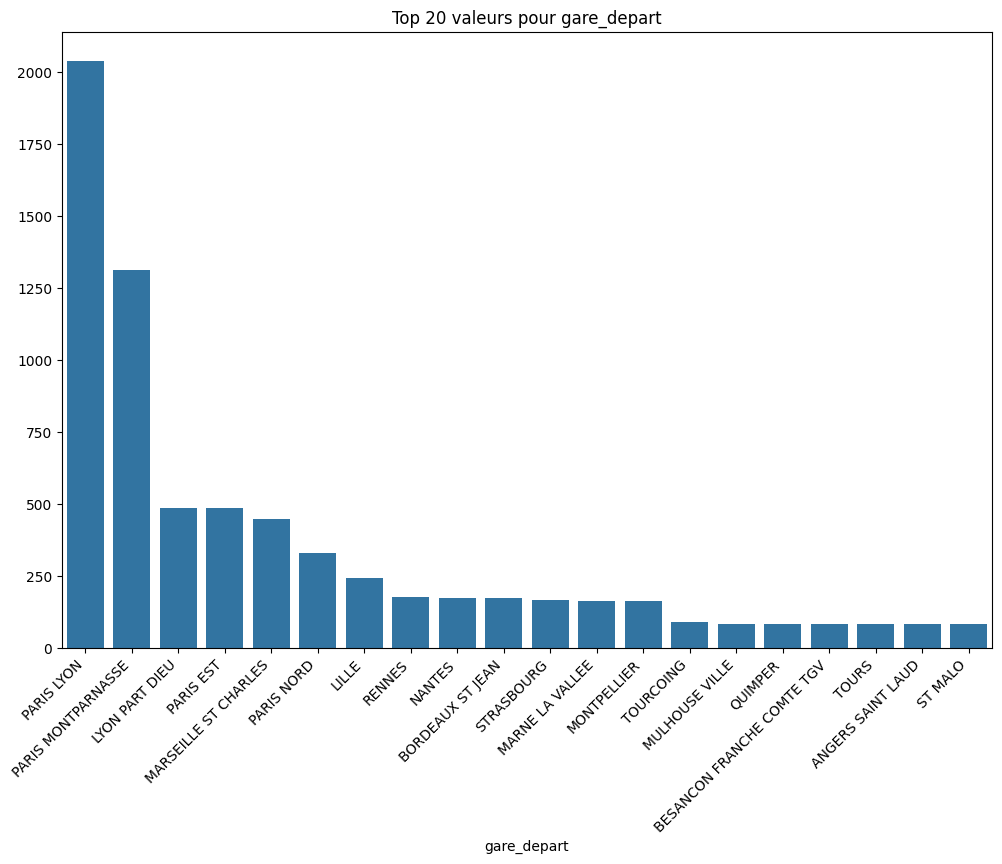 Top 20 valeurs pour gare_depart
2000
1750
1500
1250
1000
750
500
250
0
PARIS LYON
PARIS MONTPARNASSE
LYON PART DIEU
PARIS EST
MARSEILLE ST CHARLES
PARIS NORD
LILLE
RENNES
NANTES
BORDEAUX ST JEAN
STRASBOURG
MARNE LA VALLEE
MONTPELLIER
TOURCOING
MULHOUSE VILLE
QUIMPER
BESANCON FRANCHE COMTE TGV
TOURS
ANGERS SAINT LAUD
ST MALO
gare_depart